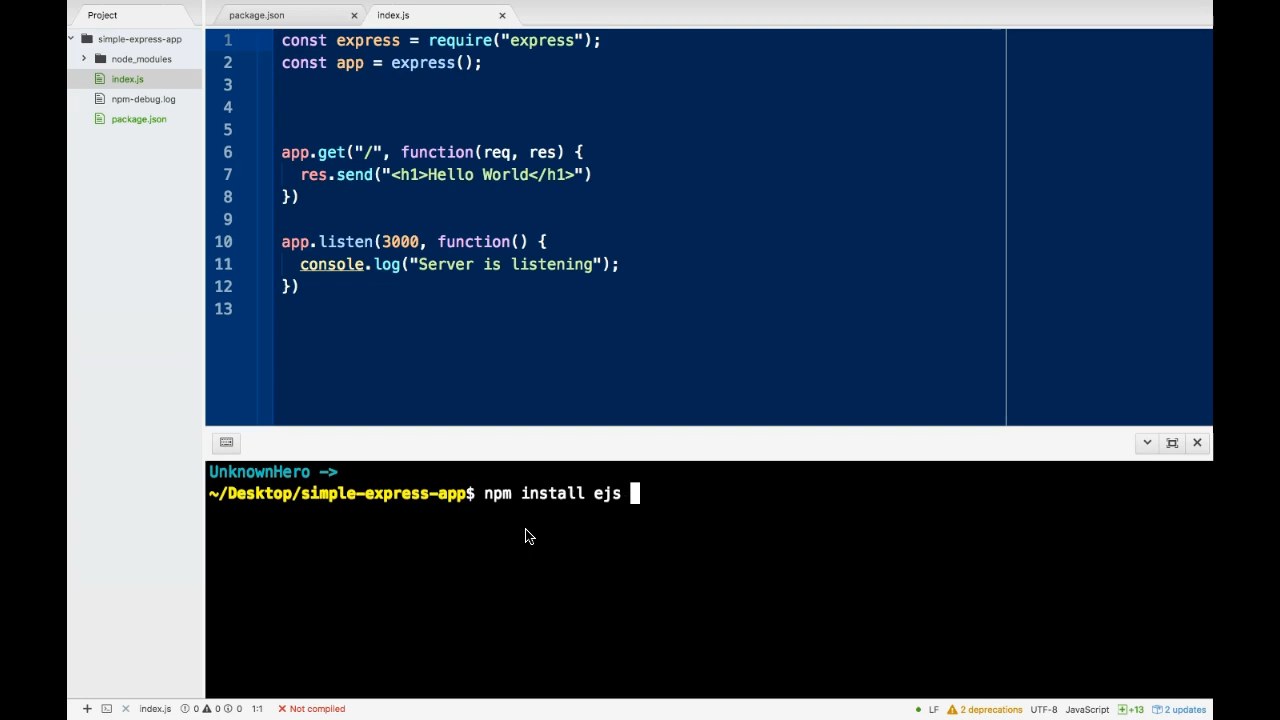 Project
package.json
index.js
simple-express-app
node_modules
index.js
npm-debug.log
package.json
1 const express = require("express");
2 const app = express();
3
4
5
6 app.get("/", function(req, res) {
7 res.send("<h1>Hello World</h1>")
8 })
9
10 app.listen(3000, function() {
11 console.log("Server is listening");
12 })
13
UnknownHero ->
~/Desktop/simple-express-app$ npm install ejs
index.js 0 0 0 1:1 Not compiled LF 2 deprecations UTF-8 JavaScript +13 2 updates